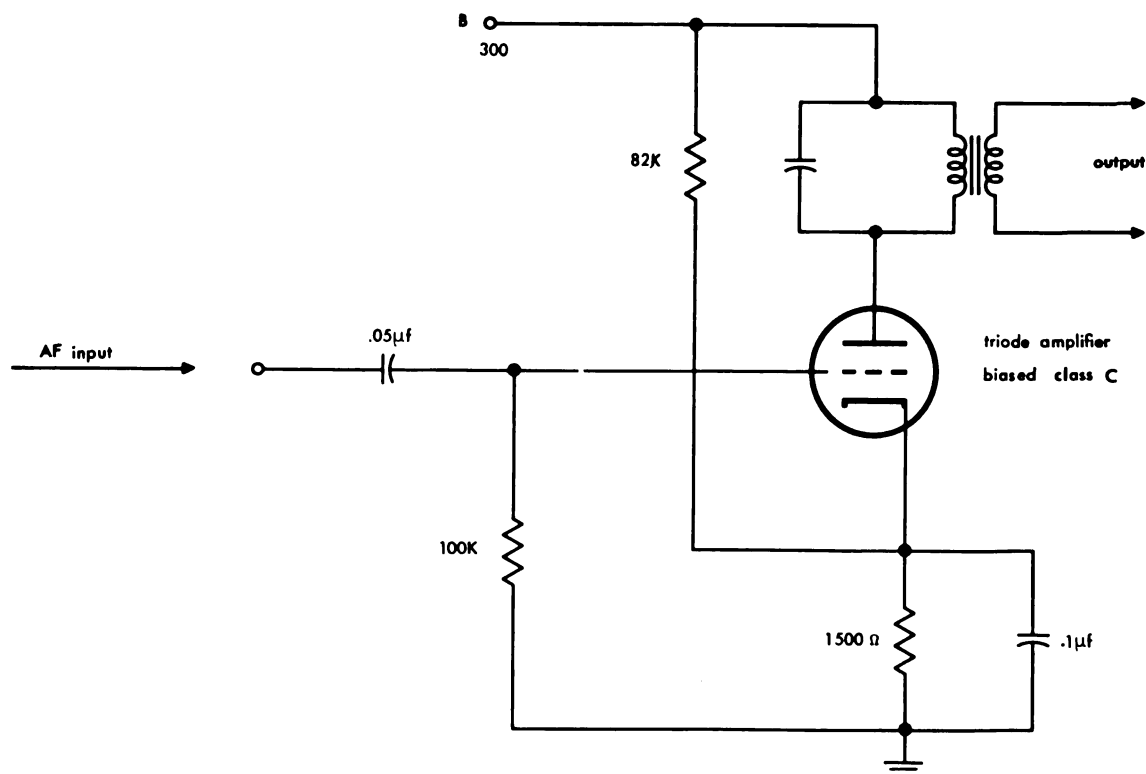 B
300
82K
output
.05µf
AF input
triode amplifier
biased class C
100K
1500 Ω
.1µf